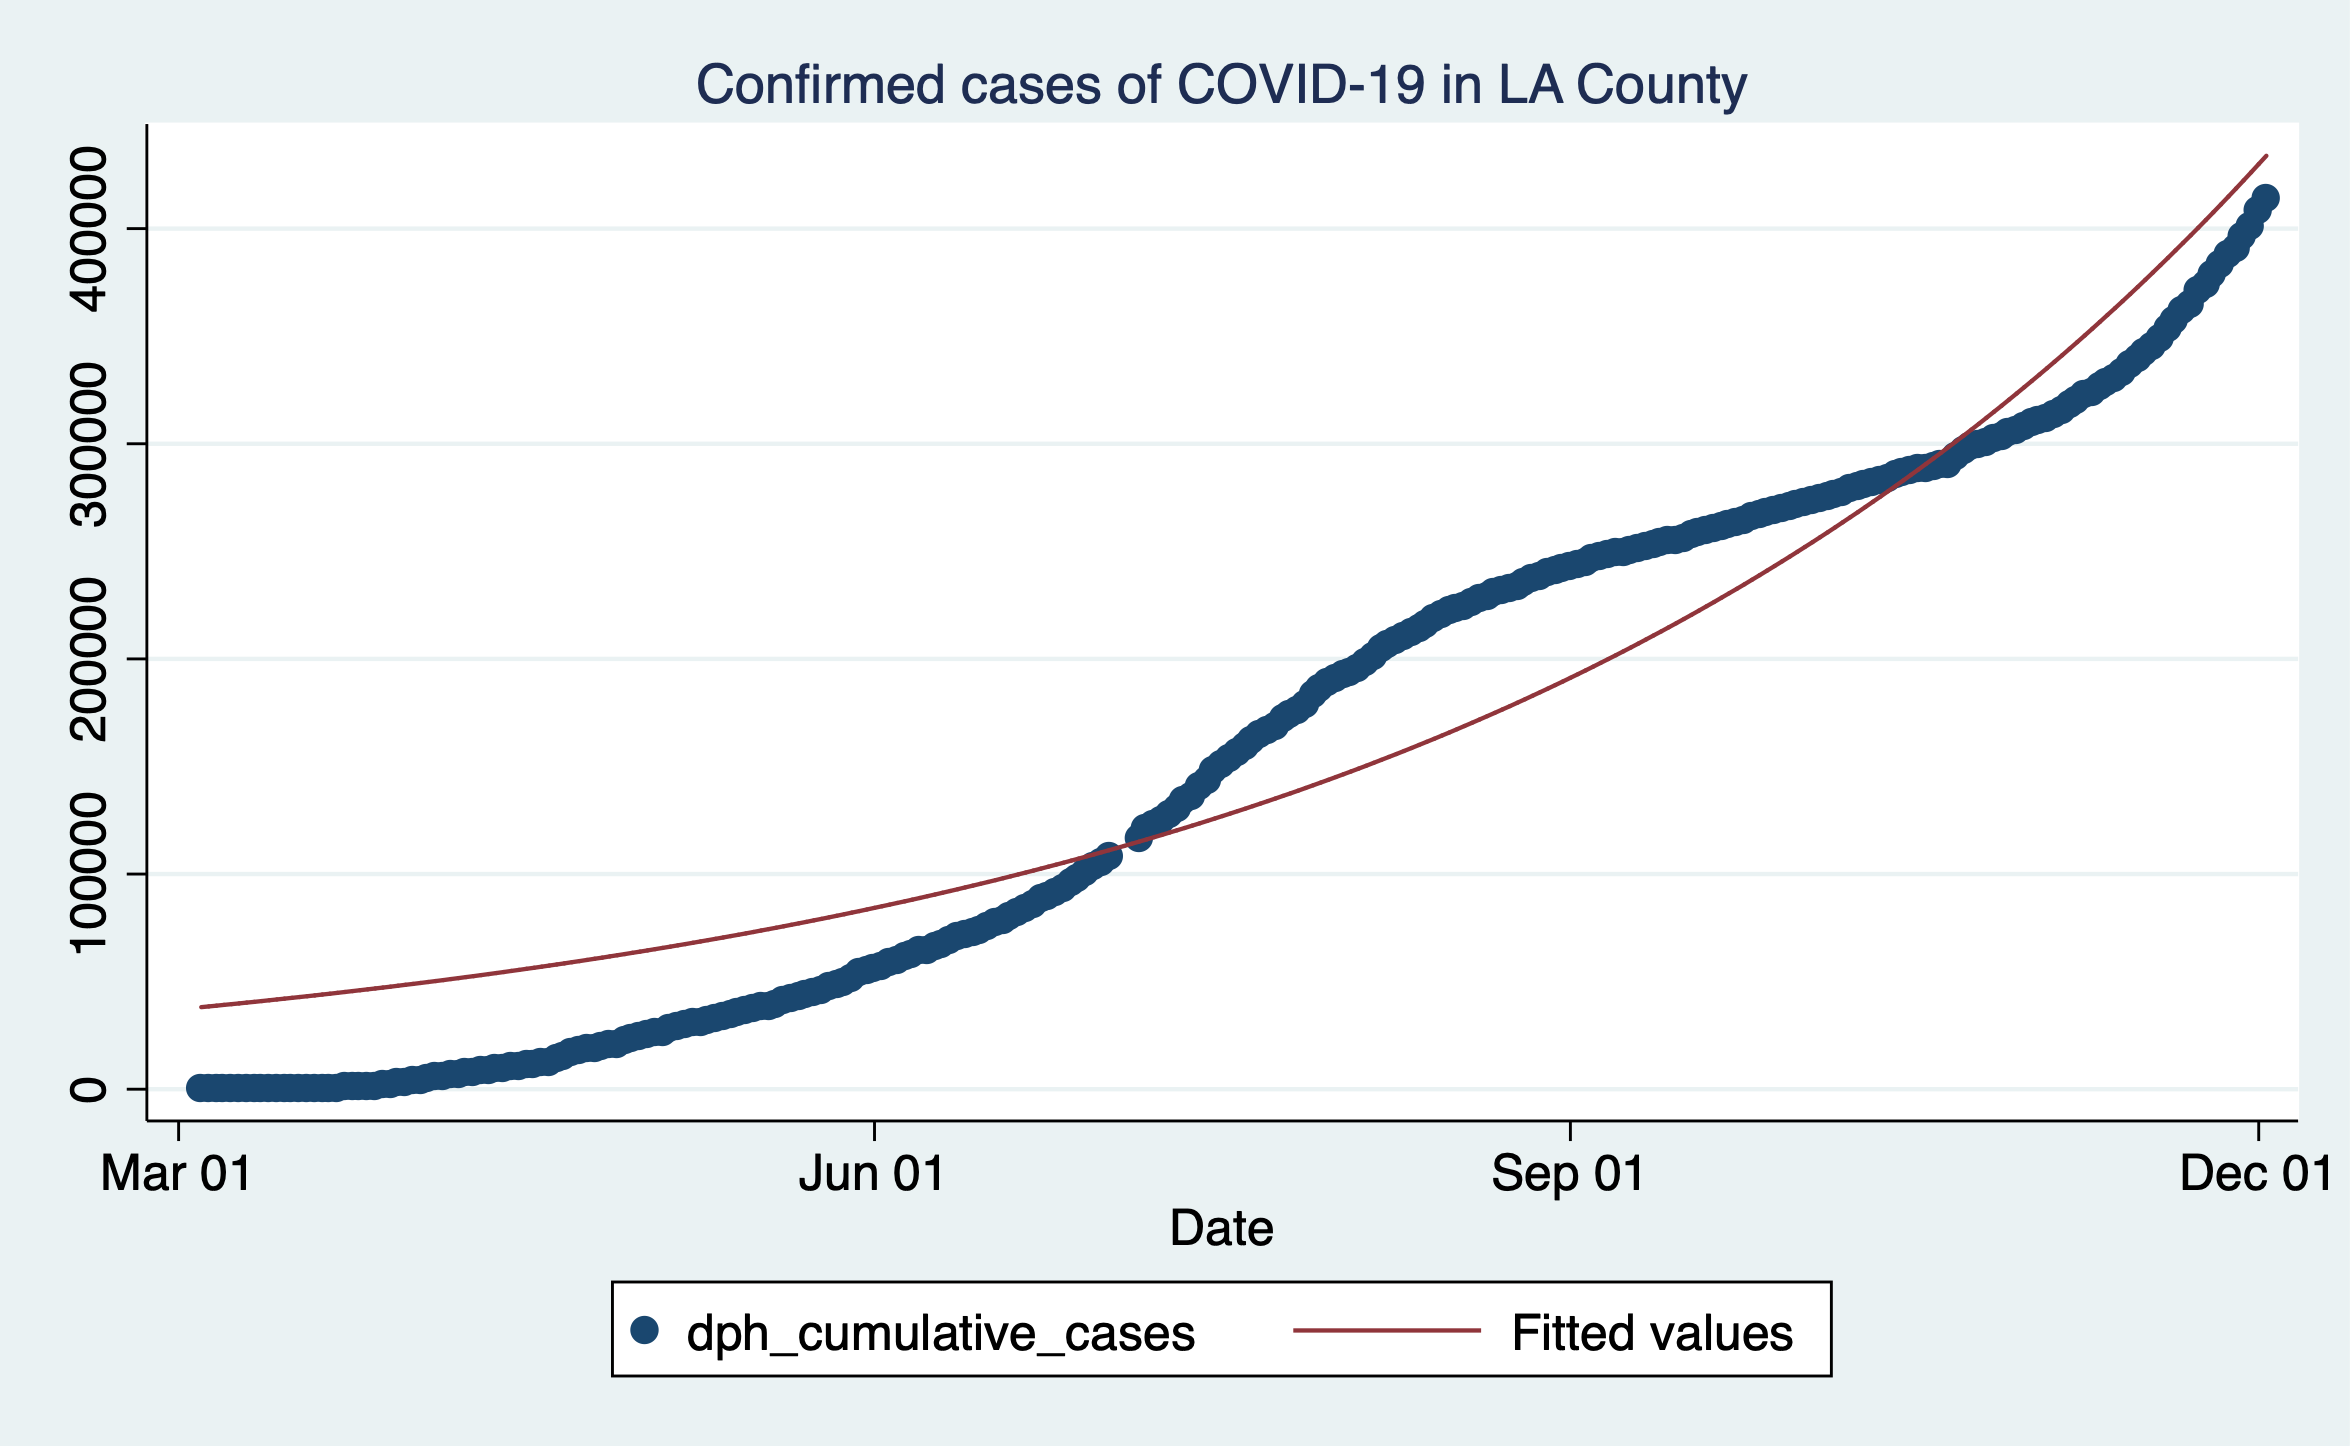 Confirmed cases of COVID-19 in LA County
400000
300000
200000
100000
0
Mar 01 Jun 01 Sep 01 Dec 01
Date
dph_cumulative_cases Fitted values